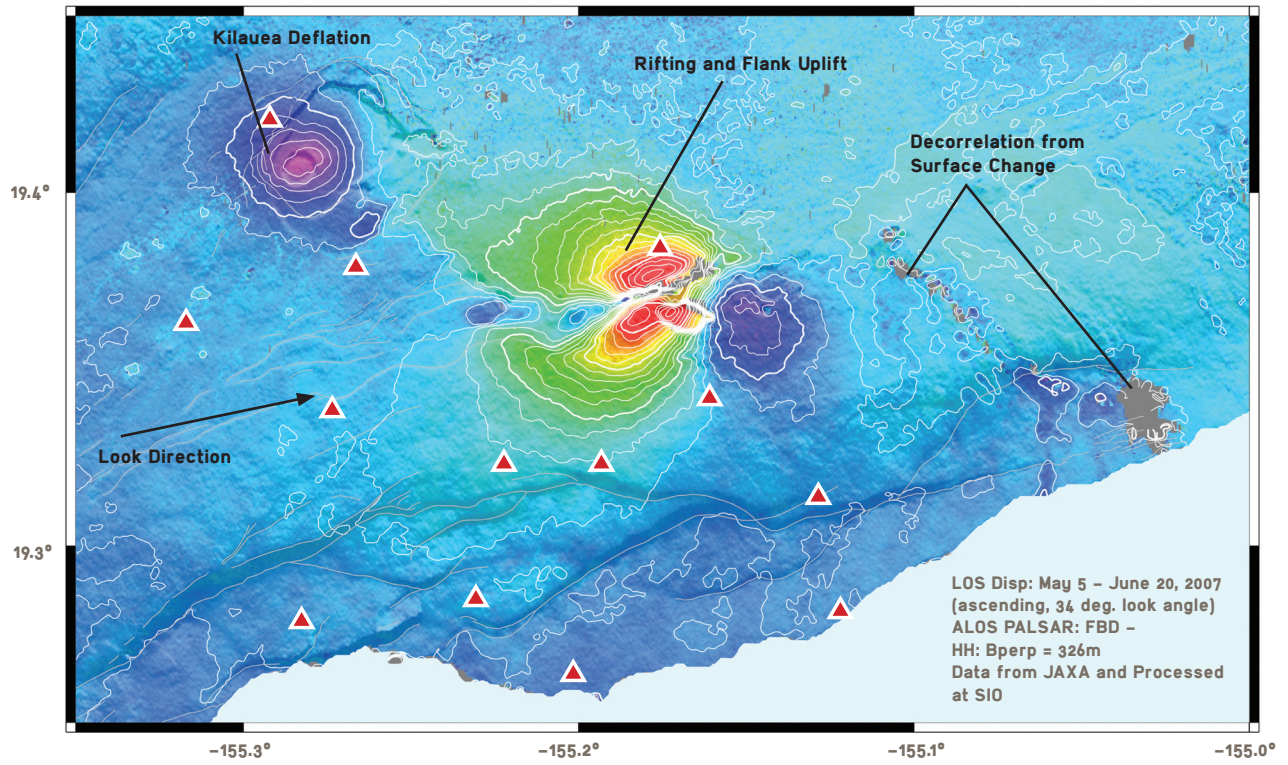 Kilauea Deflation
Rifting and Flank Uplift
Decorrelation from
Surface Change
19.4°
Look Direction
19.3°
LOS Disp: May 5 – June 20, 2007
(ascending, 34 deg. look angle)
ALOS PALSAR: FBD –
HH: Bperp = 326m
Data from JAXA and Processed
at SIO
-155.3°
-155.2°
-155.1°
-155.0°